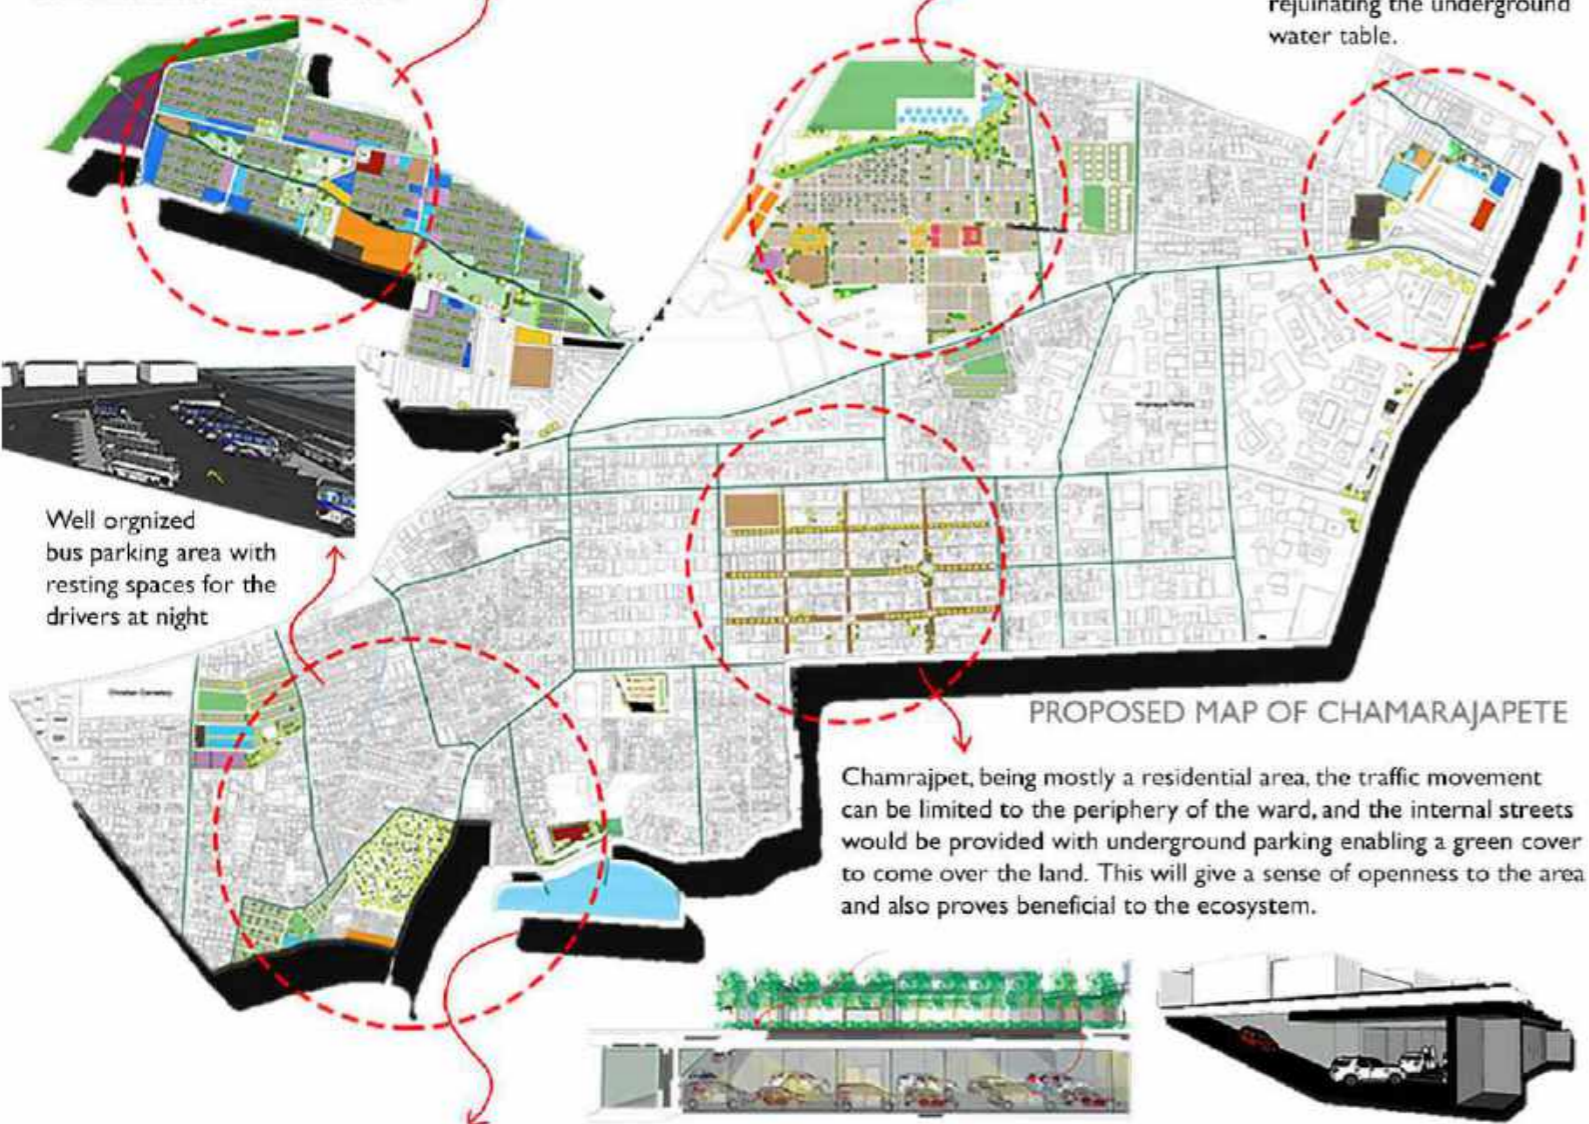 rejuinating the underground
water table.
Well orgnized
bus parking area with
resting spaces for the
drivers at night
Christian Cemetery
PROPOSED MAP OF CHAMARAJAPETE
Chamrajpet, being mostly a residential area, the traffic movement
can be limited to the periphery of the ward, and the internal streets
would be provided with underground parking enabling a green cover
to come over the land. This will give a sense of openness to the area
and also proves beneficial to the ecosystem.